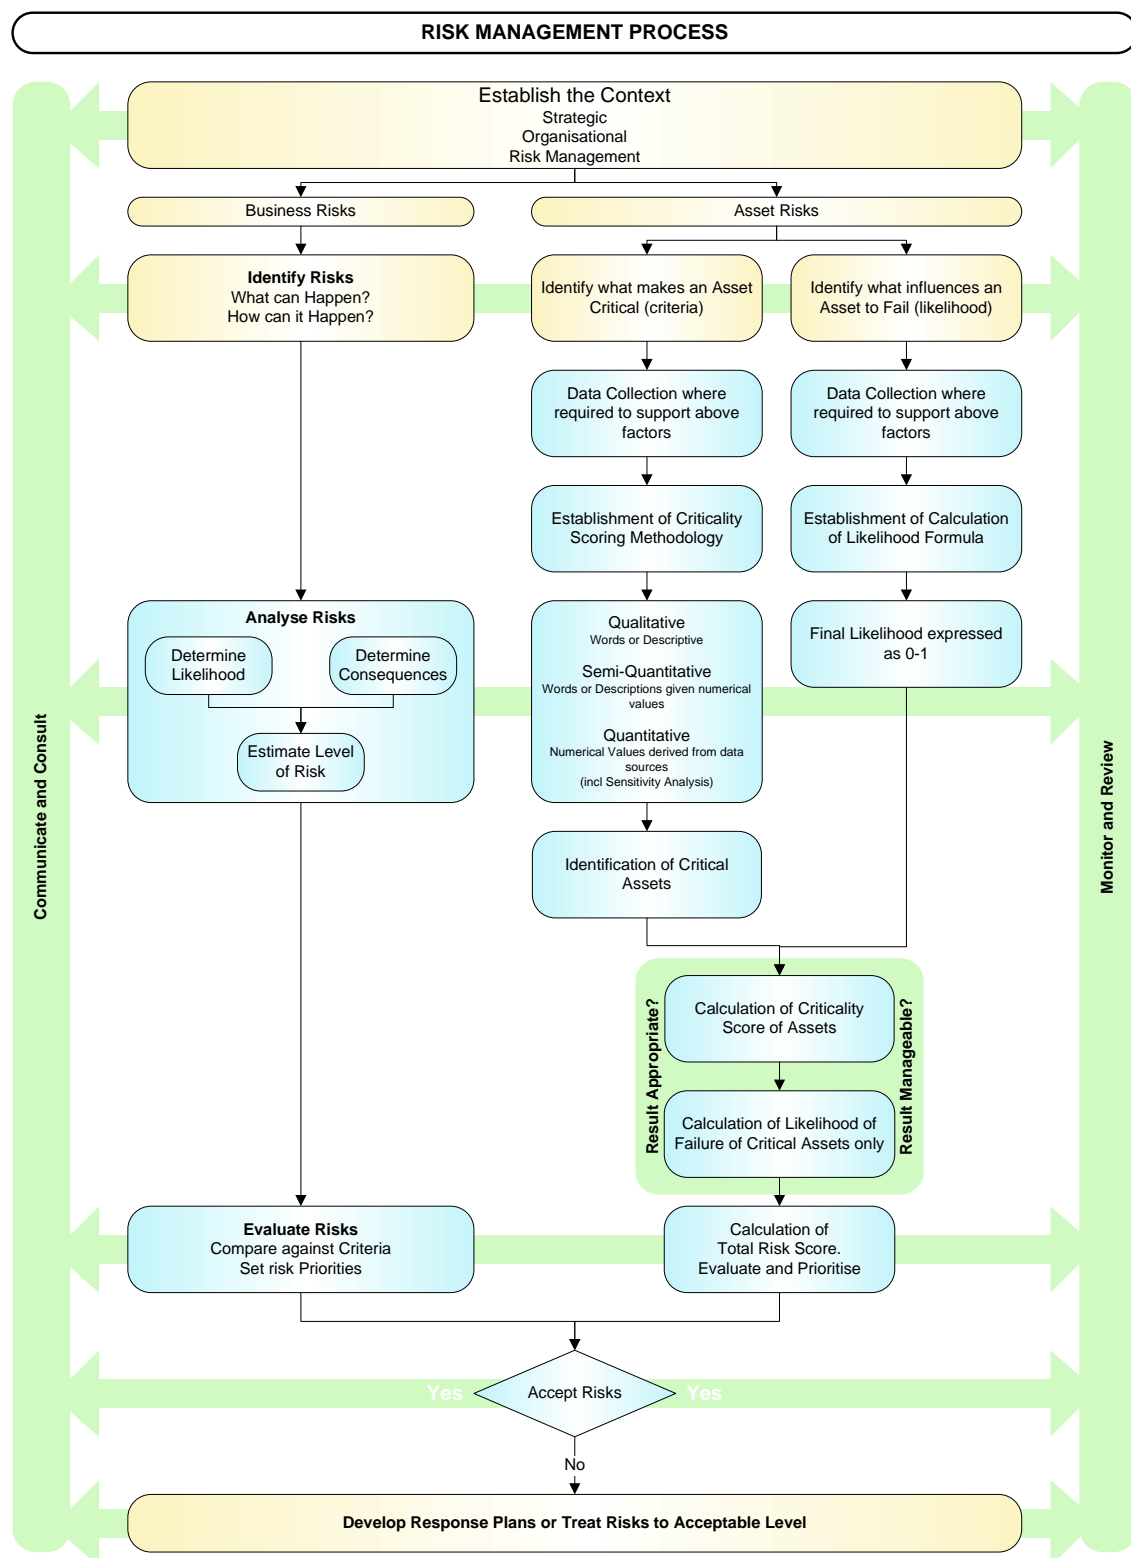 RISK MANAGEMENT PROCESS
Establish the Context
Strategic
Organisational
Risk Management
Business Risks
Asset Risks
Identify Risks
What can Happen?
How can it Happen?
Identify what makes an Asset
Critical (criteria)
Identify what influences an
Asset to Fail (likelihood)
Data Collection where
required to support above
factors
Data Collection where
required to support above
factors
Establishment of Criticality
Scoring Methodology
Establishment of Calculation
of Likelihood Formula
Analyse Risks
Determine
Likelihood
Determine
Consequences
Estimate Level
of Risk
Qualitative
Words or Descriptive
Semi-Quantitative
Words or Descriptions given numerical
values
Quantitative
Numerical Values derived from data
sources
(incl Sensitivity Analysis)
Final Likelihood expressed
as 0-1
Communicate and Consult
Monitor and Review
Identification of Critical
Assets
Result Appropriate?
Calculation of Criticality
Score of Assets
Calculation of Likelihood of
Failure of Critical Assets only
Result Manageable?
Evaluate Risks
Compare against Criteria
Set risk Priorities
Calculation of
Total Risk Score.
Evaluate and Prioritise
Yes
Accept Risks
Yes
No
Develop Response Plans or Treat Risks to Acceptable Level